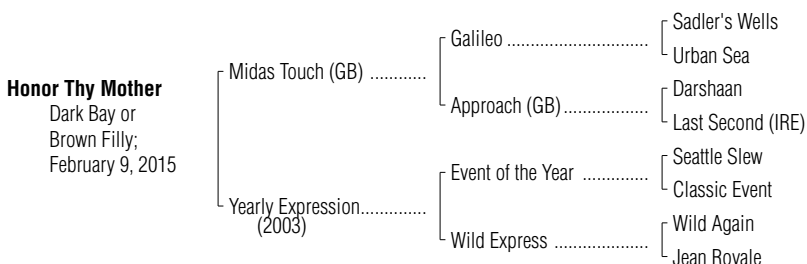 Honor Thy Mother
Dark Bay or
Brown Filly;
February 9, 2015
Midas Touch (GB) ............
Yearly Expression.............
(2003)
Galileo .............................
Approach (GB).................
Event of the Year .............
Wild Express ....................
Sadler's Wells
Urban Sea
Darshaan
Last Second (IRE)
Seattle Slew
Classic Event
Wild Again
Jean Royale